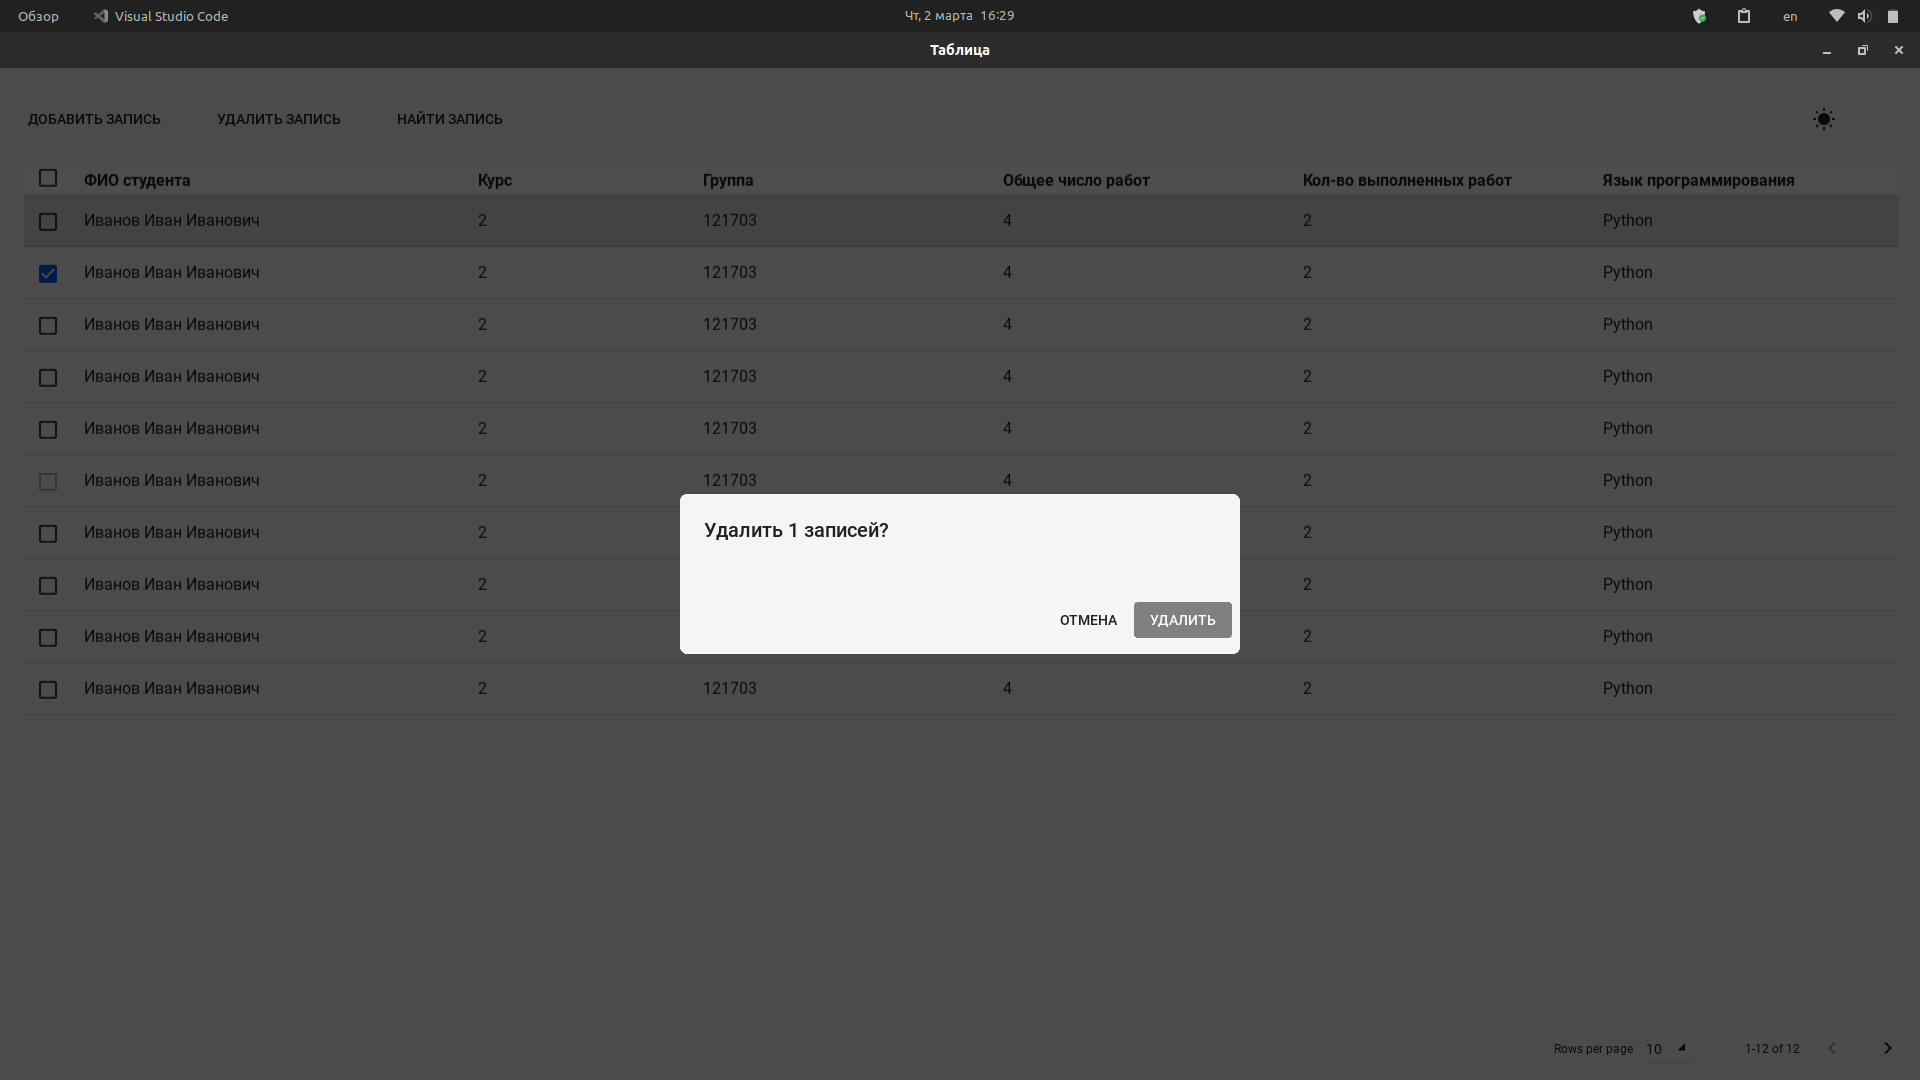 Обзор Visual Studio Code Чт, 2 марта 16:29 en
Таблица
ДОБАВИТЬ ЗАПИСЬ УДАЛИТЬ ЗАПИСЬ НАЙТИ ЗАПИСЬ
ФИО студента Курс Группа Общее число работ Кол-во выполненных работ Язык программирования
Иванов Иван Иванович 2 121703 4 2 Python
Иванов Иван Иванович 2 121703 4 2 Python
Иванов Иван Иванович 2 121703 4 2 Python
Иванов Иван Иванович 2 121703 4 2 Python
Иванов Иван Иванович 2 121703 4 2 Python
Иванов Иван Иванович 2 121703 4 2 Python
Иванов Иван Иванович 2 2 Python
Иванов Иван Иванович 2 2 Python
Иванов Иван Иванович 2 2 Python
Иванов Иван Иванович 2 121703 4 2 Python
Удалить 1 записей?
ОТМЕНА УДАЛИТЬ
Rows per page 10 1-12 of 12